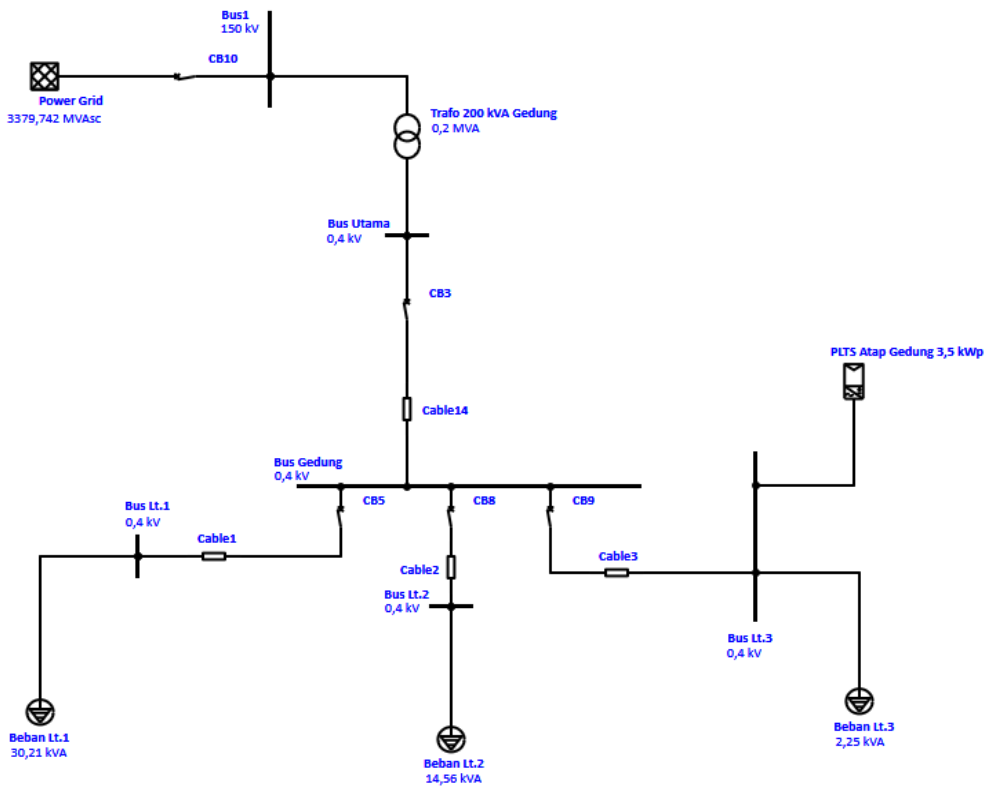 Bus1
150 kV
CB10
Power Grid
3379,742 MVAsc
Trafo 200 kVA Gedung
0,2 MVA
Bus Utama
0,4 kV
CB3
PLTS Atap Gedung 3,5 kWp
Cable14
Bus Gedung
0,4 kV
CB5
CB8
CB9
Bus Lt.1
0,4 kV
Cable1
Cable2
Cable3
Bus Lt.2
0,4 kV
Bus Lt.3
0,4 kV
Beban Lt.1
30,21 kVA
Beban Lt.2
14,56 kVA
Beban Lt.3
2,25 kVA